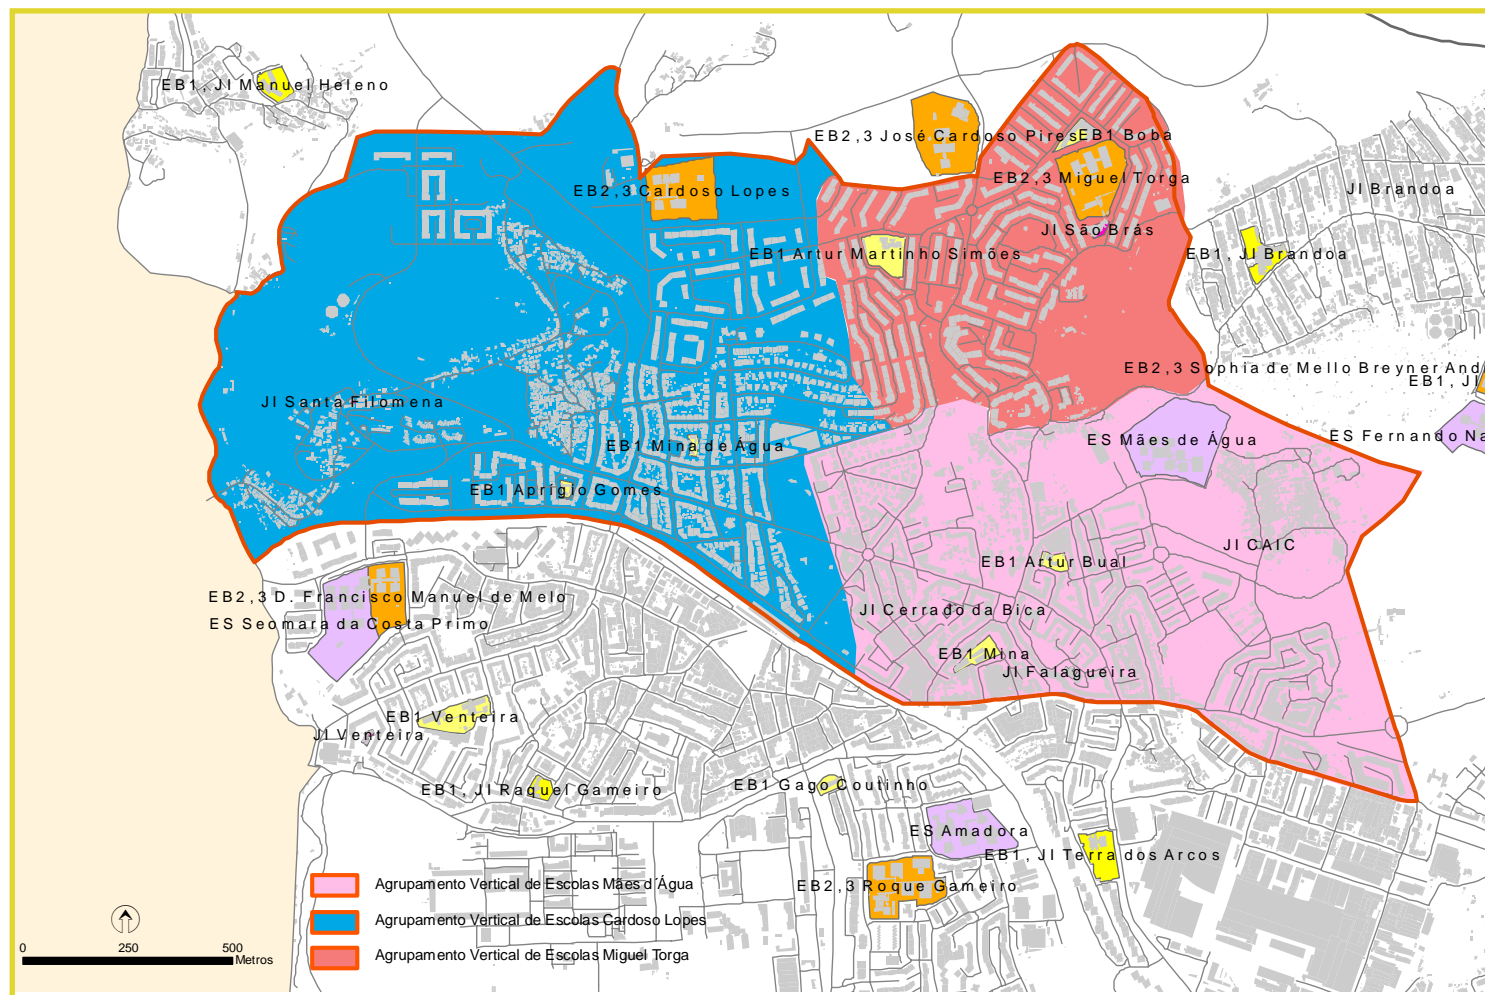 EB1, JI Manuel Heleno
EB2,3 José Cardoso Pires
EB1 Boba
EB2,3 Miguel Torga
EB2,3 Cardoso Lopes
JI Brandoa
JI São Brás
EB1 Artur Martinho Simões
EB1, JI Brandoa
EB2,3 Sophia de Mello Breyner And
EB1, JI
JI Santa Filomena
ES Mães de Água
ES Fernando Na
EB1 Mina de Água
EB1 Aprígio Gomes
JI CAIC
EB1 Artur Bual
EB2,3 D. Francisco Manuel de Melo
JI Cerrado da Bica
ES Seomara da Costa Primo
EB1 Mina
JI Falagueira
EB1 Venteira
JI Venteira
EB1, JI Raquel Gameiro
EB1 Gago Coutinho
ES Amadora
EB1, JI Terra dos Arcos
EB2,3 Roque Gameiro
Agrupamento Vertical de Escolas Mães d´Água
Agrupamento Vertical de Escolas Cardoso Lopes
Agrupamento Vertical de Escolas Miguel Torga
0 250 500
Metros